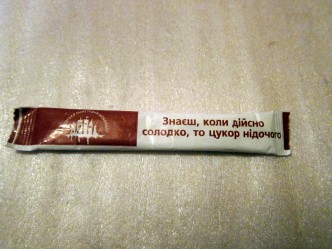 Знаєш, коли дійсно
солодко, то цукор нідочого